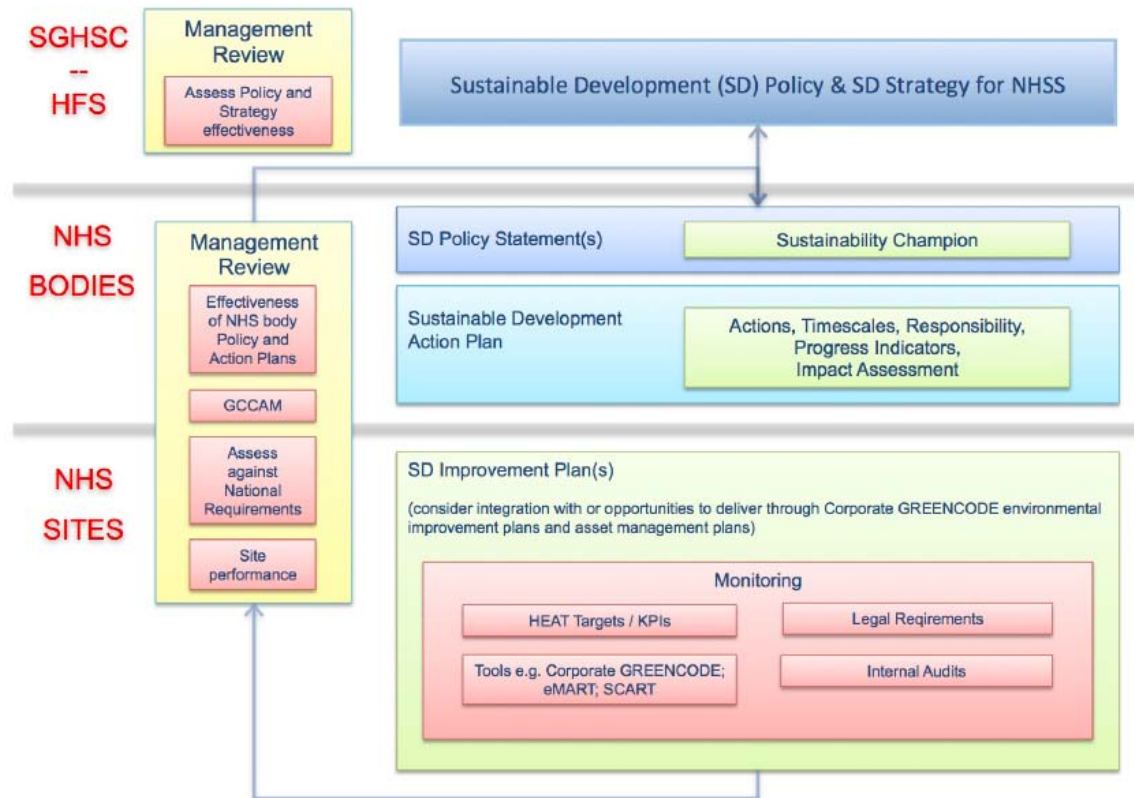 SGHSC
--
HFS
Management
Review
Assess Policy and
Strategy
effectiveness
Sustainable Development (SD) Policy & SD Strategy for NHSS
NHS
BODIES
Management
Review
Effectiveness
of NHS body
Policy and
Action Plans
GCCAM
Assess
against
National
Requirements
Site
performance
SD Policy Statement(s)
Sustainability Champion
Sustainable Development
Action Plan
Actions, Timescales, Responsibility,
Progress Indicators,
Impact Assessment
NHS
SITES
SD Improvement Plan(s)
(consider integration with or opportunities to deliver through Corporate GREENCODE environmental
improvement plans and asset management plans)
Monitoring
HEAT Targets / KPIs
Legal Reqirements
Tools e.g. Corporate GREENCODE;
eMART; SCART
Internal Audits